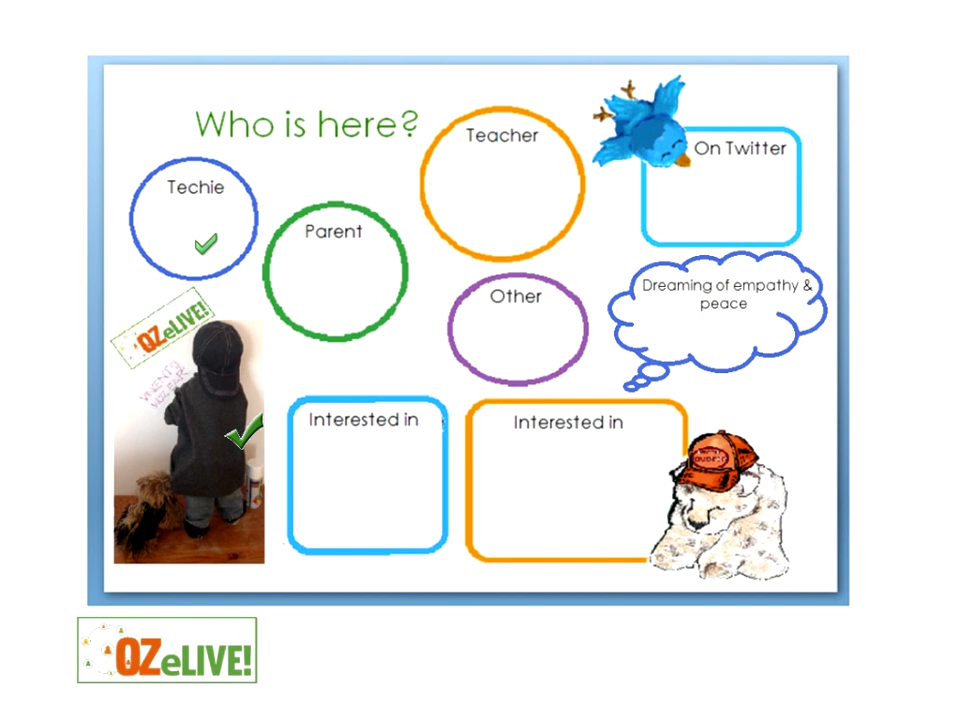 Who is here?
Teacher
On Twitter
Techie
Parent
Dreaming of empathy &
peace
Other
OZeLIVE!
Interested in
Interested in
OZeLIVE!